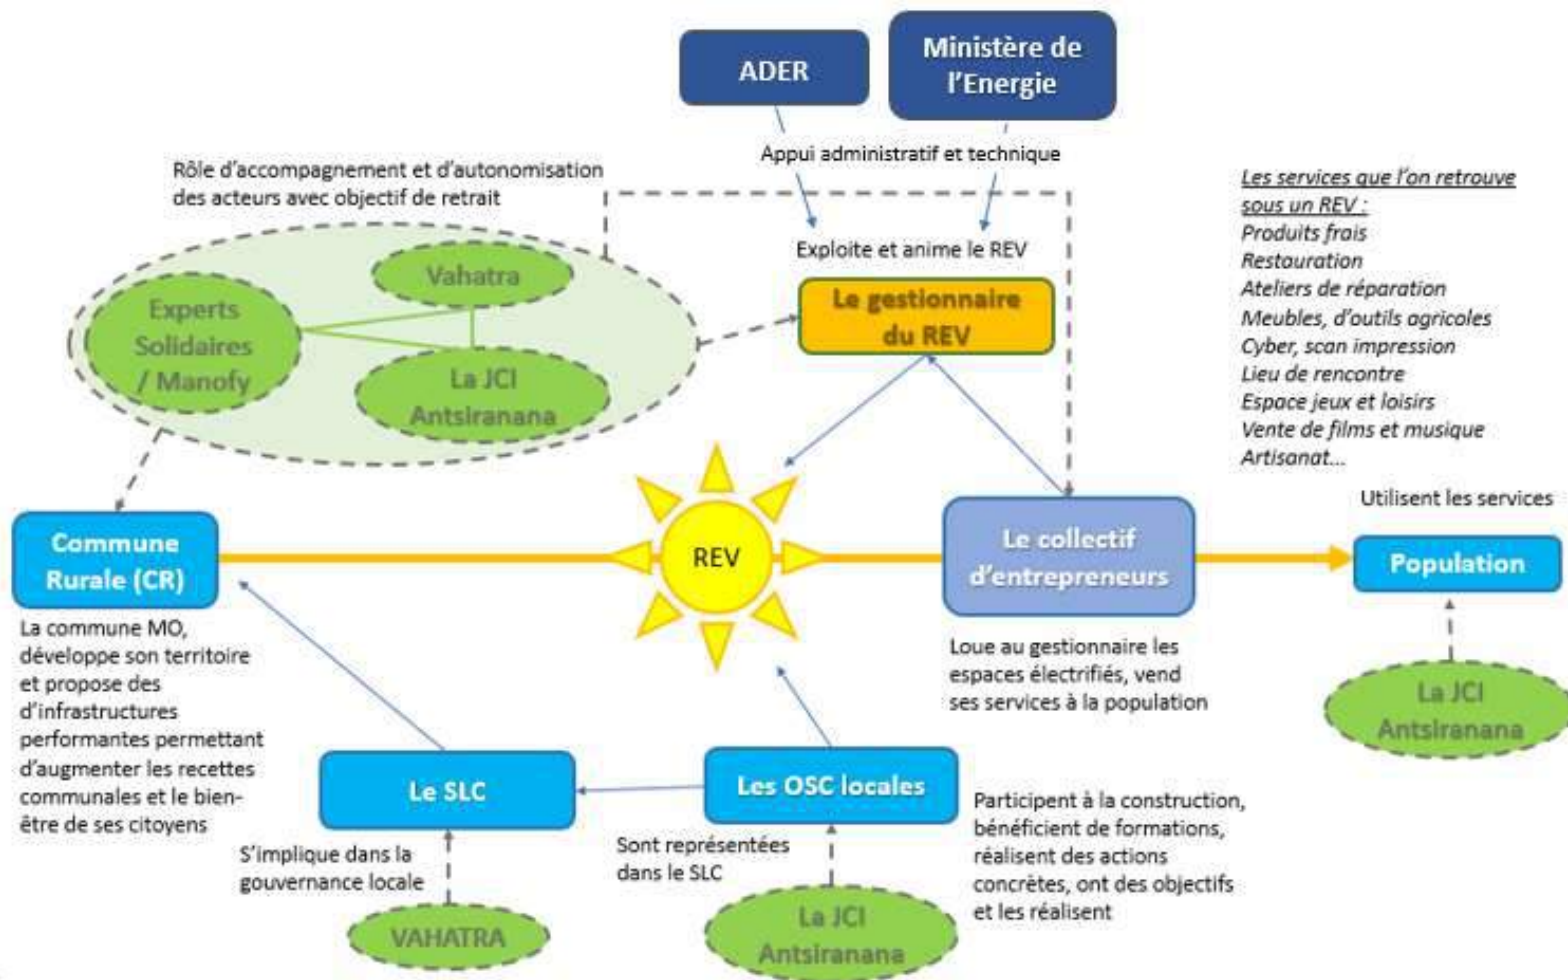 ADER
Ministère de
l'Energie
Appui administratif et technique
Rôle d'accompagnement et d'autonomisation
des acteurs avec objectif de retrait
Vahatra
Experts
Solidaires
/ Manofy
La JCI
Antsiranana
Exploite et anime le REV
Le gestionnaire
du REV
Les services que l'on retrouve
sous un REV :
Produits frais
Restauration
Ateliers de réparation
Meubles, d'outils agricoles
Cyber, scan impression
Lieu de rencontre
Espace jeux et loisirs
Vente de films et musique
Artisanat...
Utilisent les services
Commune
Rurale (CR)
REV
Le collectif
d'entrepreneurs
Population
La commune MO,
développe son territoire
et propose des
d'infrastructures
performantes permettant
d'augmenter les recettes
communales et le bien-
être de ses citoyens
Loue au gestionnaire les
espaces électrifiés, vend
ses services à la population
La JCI
Antsiranana
Le SLC
Les OSC locales
S'implique dans la
gouvernance locale
Sont représentées
dans le SLC
Participent à la construction,
bénéficient de formations,
réalisent des actions
concrètes, ont des objectifs
et les réalisent
VAHATRA
La JCI
Antsiranana